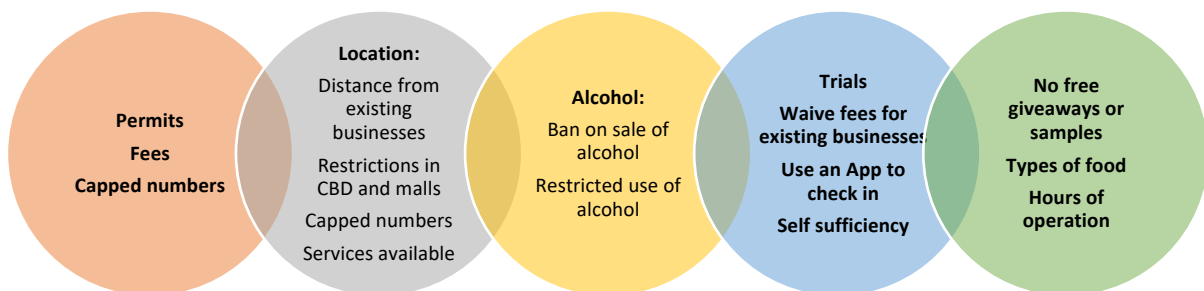 Permits
Fees
Capped numbers
Location:
Distance from
existing
businesses
Restrictions in
CBD and malls
Capped numbers
Services available
Alcohol:
Ban on sale of
alcohol
Restricted use of
alcohol
Trials
Waive fees for
existing businesses
Use an App to
check in
Self sufficiency
No free
giveaways or
samples
Types of food
Hours of
operation